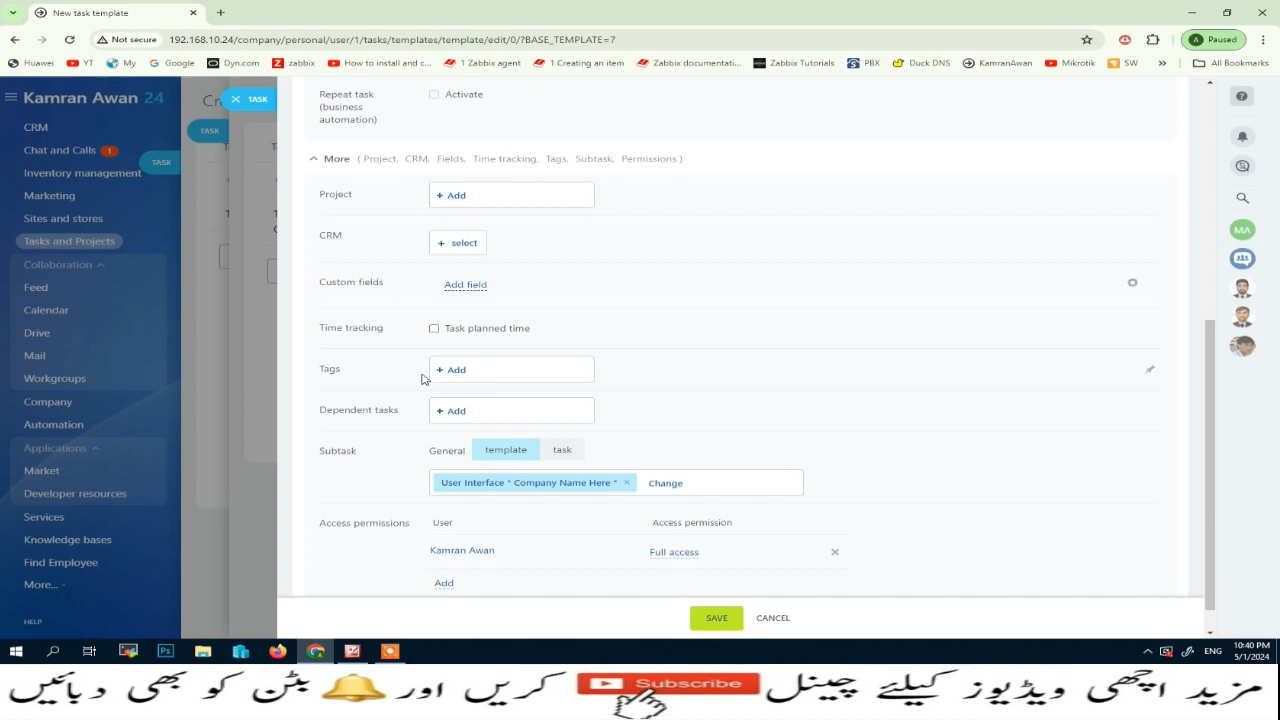 New task template
Not secure 192.168.10.24/company/personal/user/1/tasks/templates/template/edit/0/?BASE_TEMPLATE=7
A Paused
Huawei YT My Google Dyn.com zabbix How to install and c... 1 Zabbix agent 1 Creating an item Zabbix documentati... Zabbix Tutorials PBX Duck DNS KamranAwan Mikrotik SW All Bookmarks
Kamran Awan 24
CRM
Chat and Calls 1
Inventory management
Marketing
Sites and stores
Tasks and Projects
Collaboration
Feed
Calendar
Drive
Mail
Workgroups
Company
Automation
Applications
Market
Developer resources
Services
Knowledge bases
Find Employee
More... -
HELP
TASK
TASK
TASK
Repeat task (business automation) Activate
More ( Project, CRM, Fields, Time tracking, Tags, Subtask, Permissions )
Project + Add
CRM + select
Custom fields Add field
Time tracking Task planned time
Tags + Add
Dependent tasks + Add
Subtask General template task
User Interface * Company Name Here * × Change
Access permissions User Access permission
Kamran Awan Full access
Add
SAVE CANCEL
MA
Ps ENG 10:40 PM
5/1/2024
مزید اچھی ویڈیوز کیلئے چینل Subscribe کریں اور بٹن کو بھی دبائیں